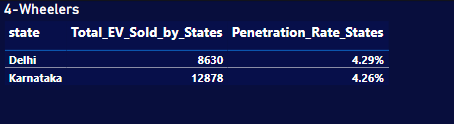 4-Wheelers
state Total_EV_Sold_by_States Penetration_Rate_States
Delhi 8630 4.29%
Karnataka 12878 4.26%